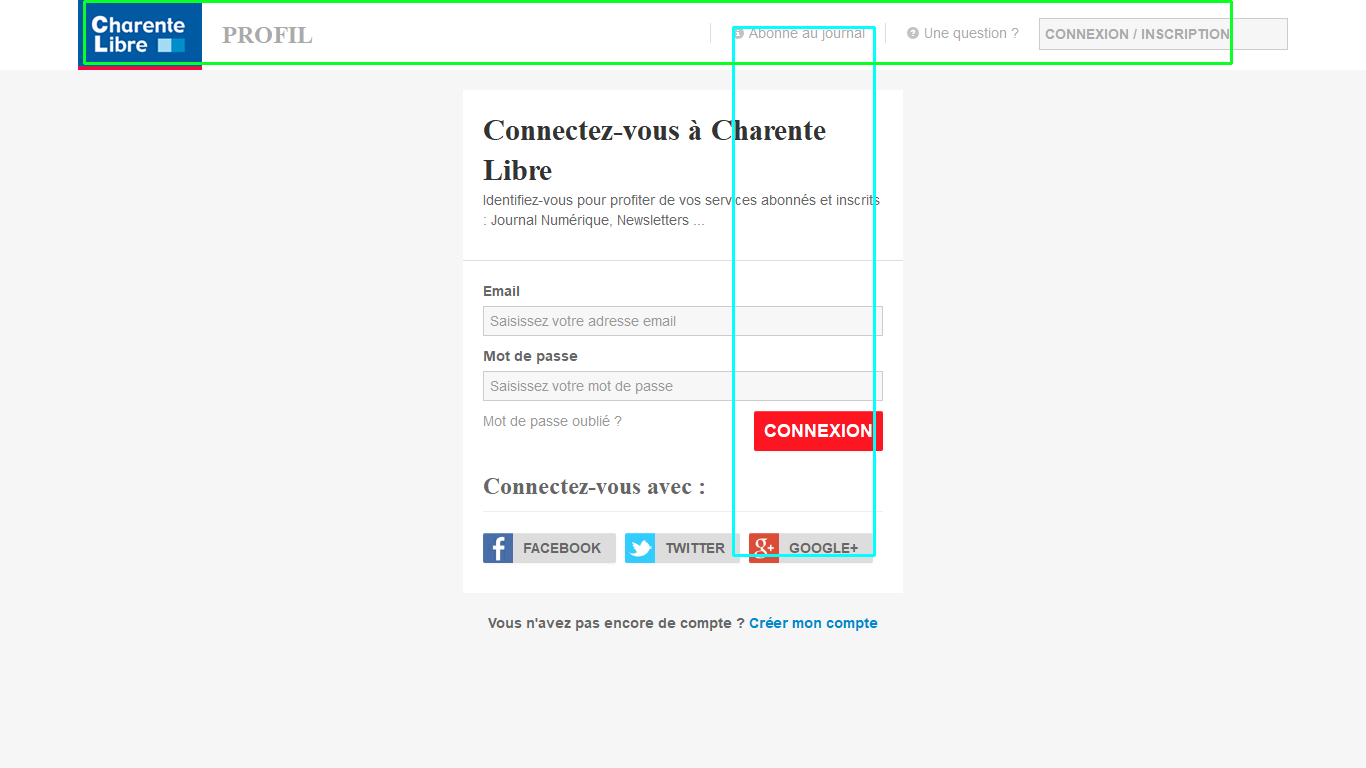 Charente
Libre
PROFIL
Abonné au journal
Une question ?
CONNEXION / INSCRIPTION
Connectez-vous à Charente
Libre
Identifiez-vous pour profiter de vos services abonnés et inscrits
: Journal Numérique, Newsletters ...
Email
Saisissez votre adresse email
Mot de passe
Saisissez votre mot de passe
Mot de passe oublié ?
CONNEXION
Connectez-vous avec :
FACEBOOK
TWITTER
GOOGLE+
Vous n'avez pas encore de compte ? Créer mon compte